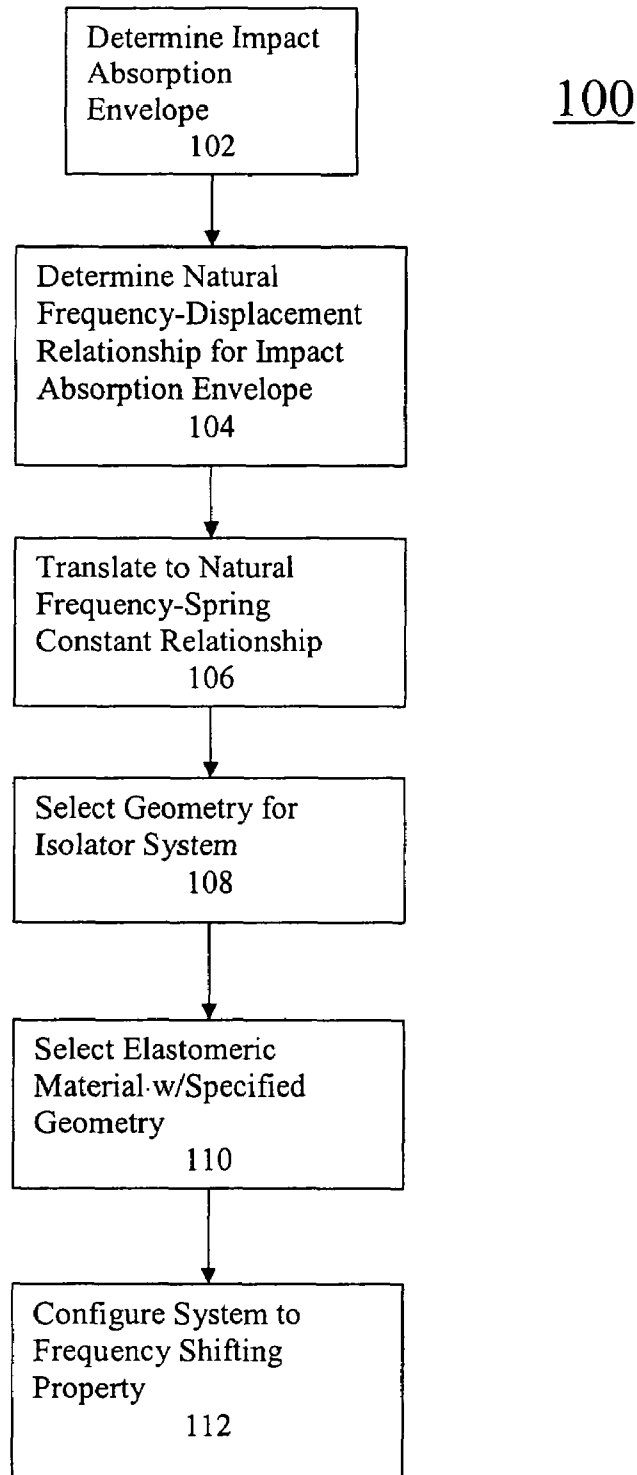 Determine Impact
Absorption
Envelope
102
100
Determine Natural
Frequency-Displacement
Relationship for Impact
Absorption Envelope
104
Translate to Natural
Frequency-Spring
Constant Relationship
106
Select Geometry for
Isolator System
108
Select Elastomeric
Material w/Specified
Geometry
110
Configure System to
Frequency Shifting
Property
112